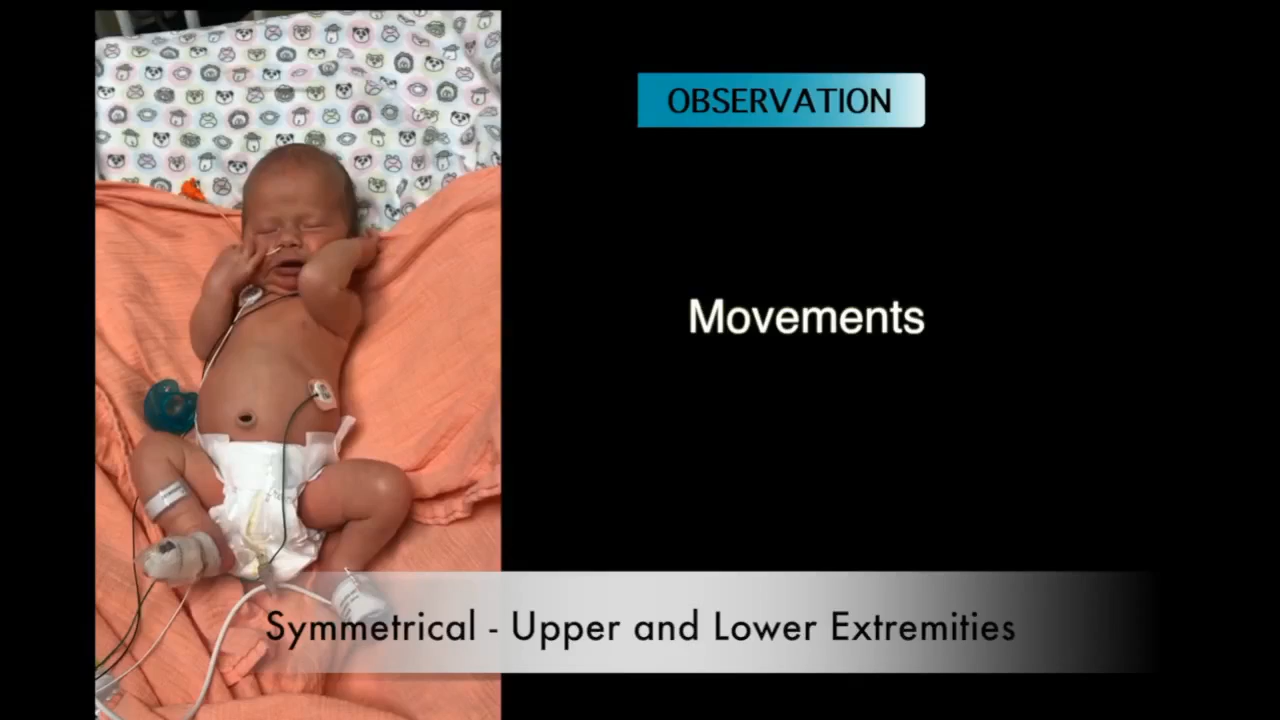 OBSERVATION
Movements
Symmetrical - Upper and Lower Extremities